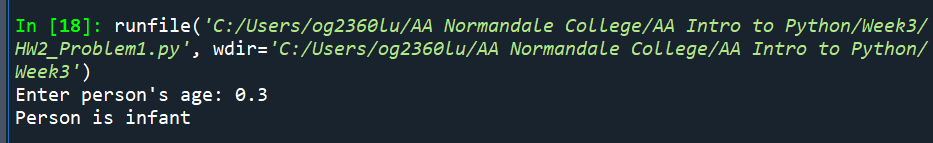 In [18]: runfile('C:/Users/og2360lu/AA Normandale College/AA Intro to Python/Week3/
HW2_Problem1.py', wdir='C:/Users/og2360lu/AA Normandale College/AA Intro to Python/
Week3')
Enter person's age: 0.3
Person is infant